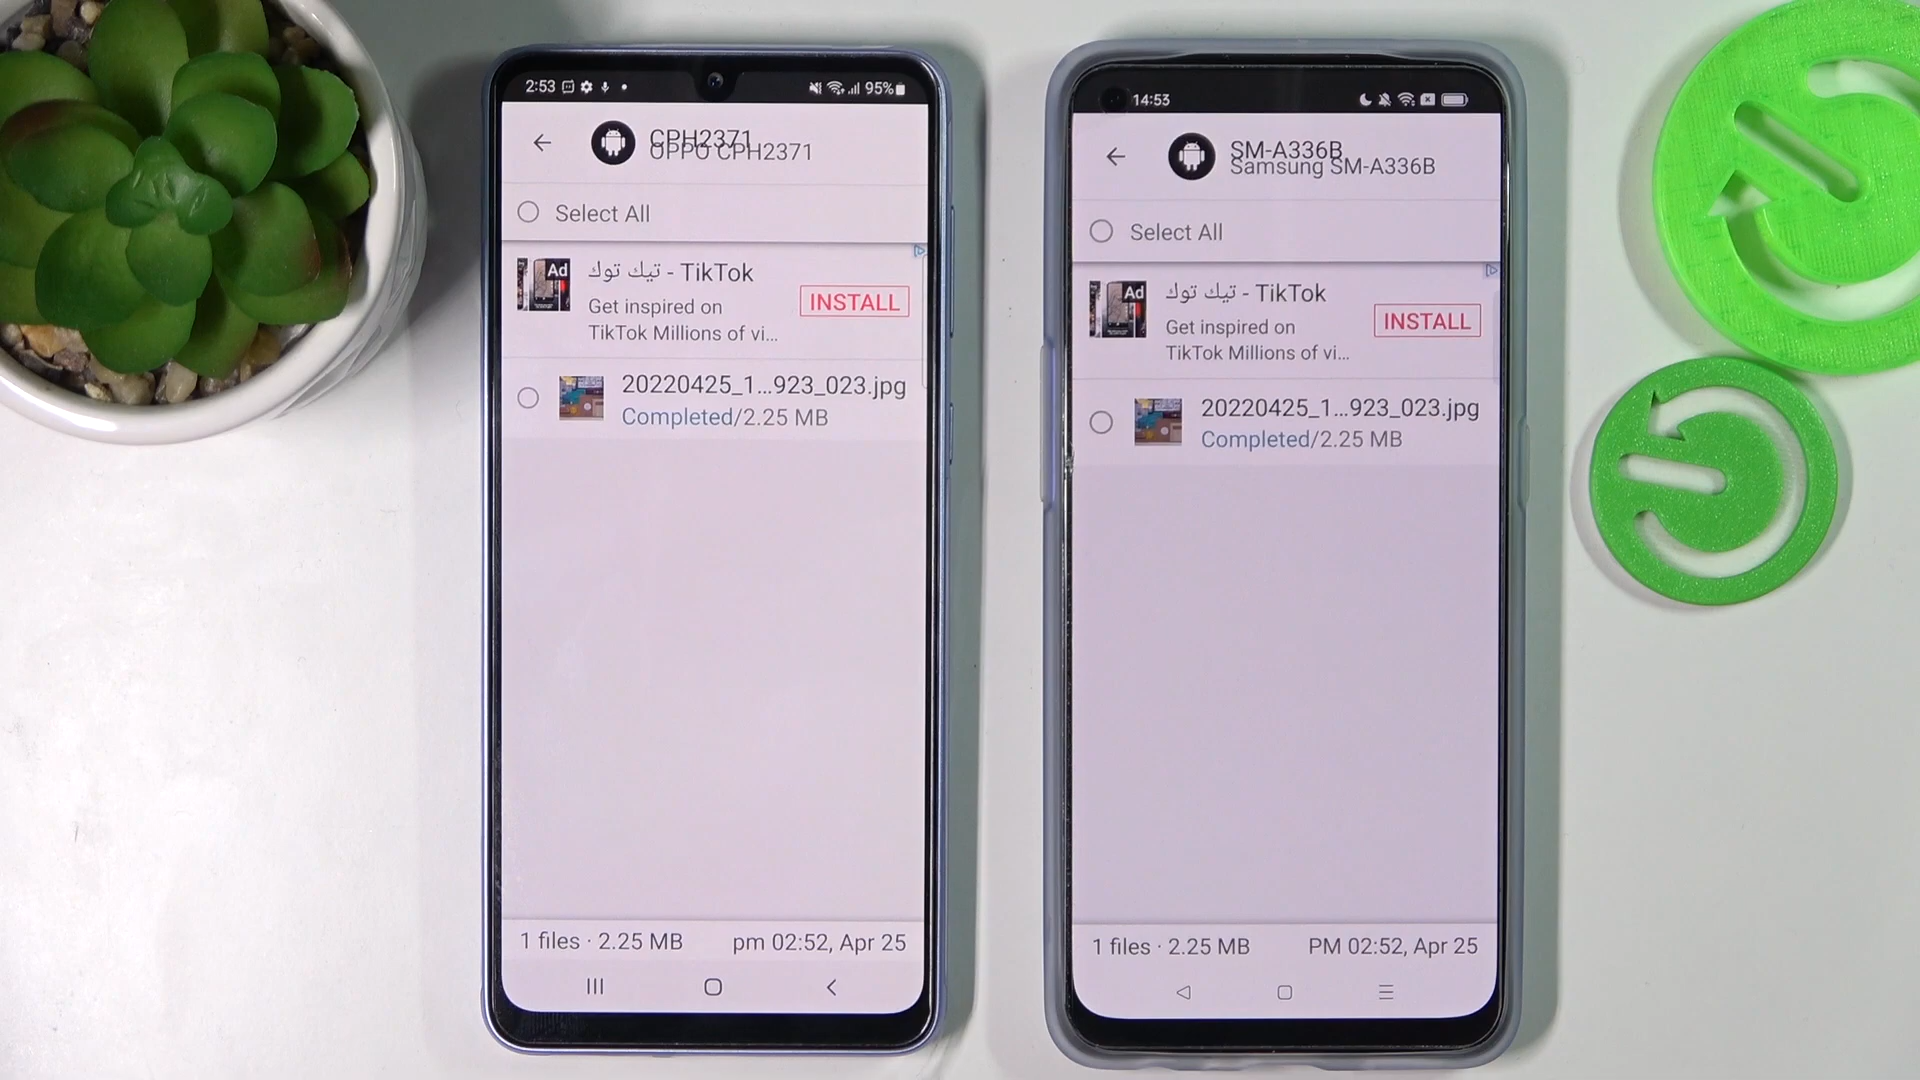 2:53
95%
CPH2371
OPPO CPH2371
Select All
Ad
تيك توك - TikTok
Get inspired on
TikTok Millions of vi...
INSTALL
20220425_1...923_023.jpg
Completed/2.25 MB
1 files · 2.25 MB
pm 02:52, Apr 25
14:53
SM-A336B
Samsung SM-A336B
Select All
Ad
تيك توك - TikTok
Get inspired on
TikTok Millions of vi...
INSTALL
20220425_1...923_023.jpg
Completed/2.25 MB
1 files · 2.25 MB
PM 02:52, Apr 25